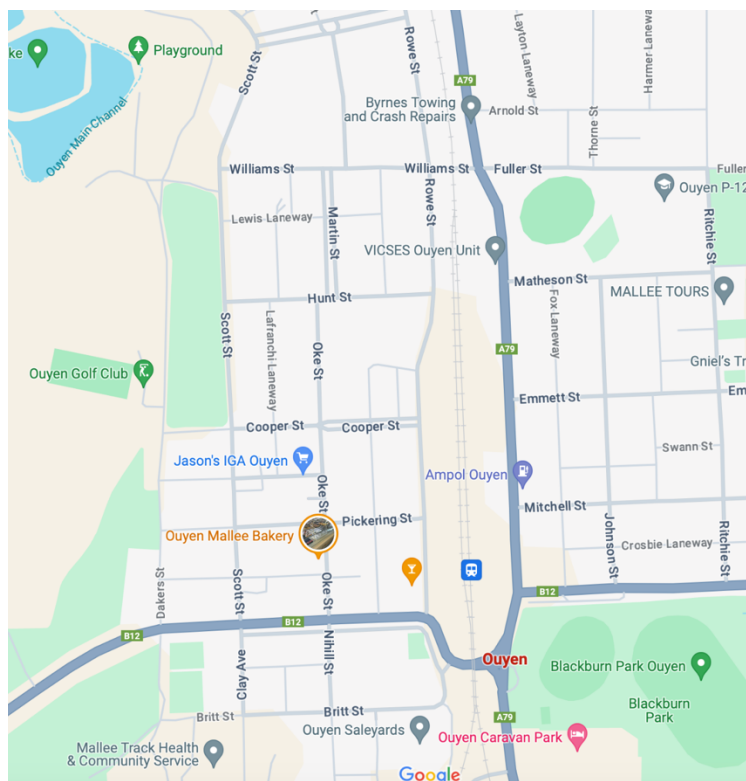 ke
Playground
Ouyen Main Channel
Scott St
Rowe St
A79
Layton Laneway
Harmer Laneway
Byrnes Towing
and Crash Repairs
Arnold St
Thorne St
Williams St
Williams St
Fuller St
Fuller
Ouyen P-12
Rowe St
Lewis Laneway
Martin St
Ritchie St
VICSES Ouyen Unit
Matheson St
MALLEE TOURS
Hunt St
Fox Laneway
Scott St
Lafranchi Laneway
Oke St
A79
Ouyen Golf Club
Gniel's Tr
Emmett St
Em
Cooper St
Cooper St
Swann St
Jason's IGA Ouyen
Ampol Ouyen
Oke St
Mitchell St
Pickering St
Ouyen Mallee Bakery
Johnson St
Crosbie Laneway
Ritchie St
Dakers St
Scott St
Oke St
B12
B12
B12
Nihill St
Ouyen
Blackburn Park Ouyen
Clay Ave
Blackburn
Park
Britt St
Britt St
A79
Ouyen Saleyards
Ouyen Caravan Park
Mallee Track Health
& Community Service
Google